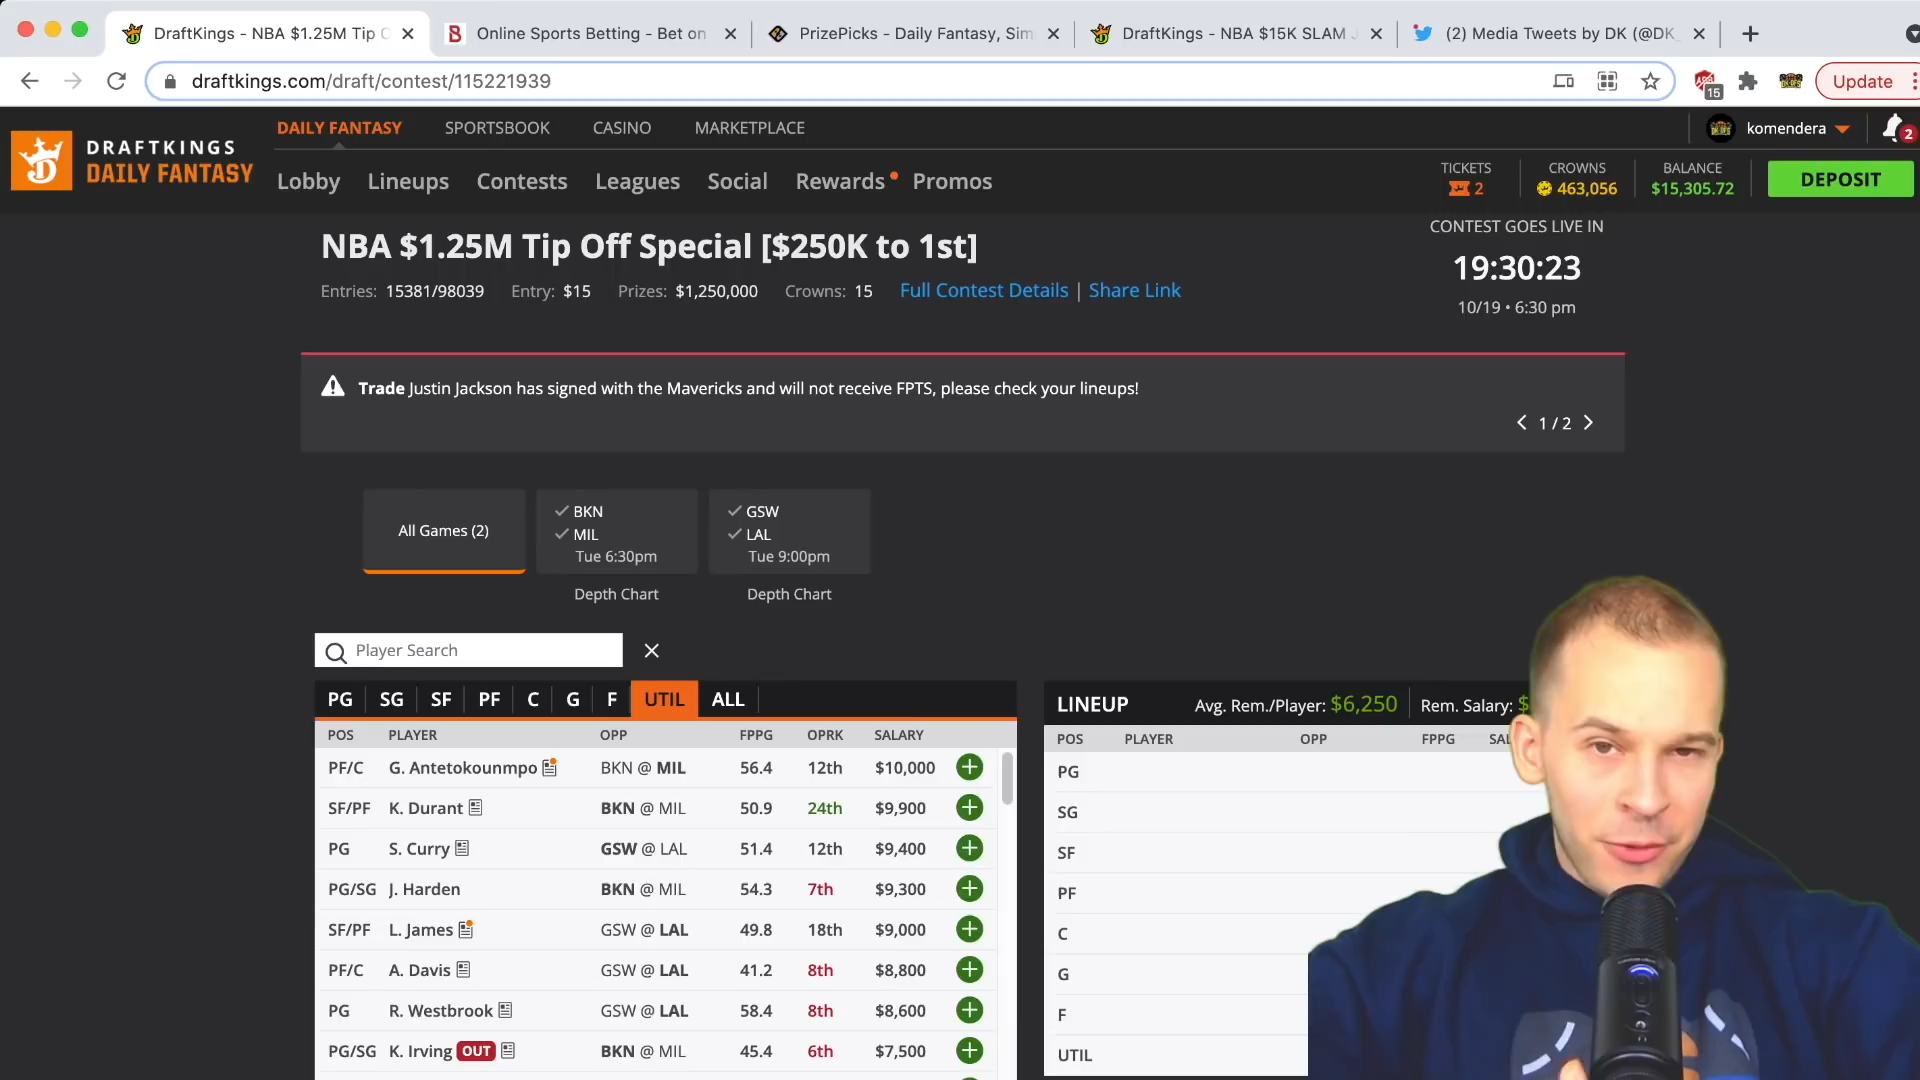 DraftKings - NBA $1.25M Tip O
Online Sports Betting - Bet on
PrizePicks - Daily Fantasy, Sim
DraftKings - NBA $15K SLAM J
(2) Media Tweets by DK (@DK_
draftkings.com/draft/contest/115221939
15
Update
DRAFTKINGS
DAILY FANTASY
DAILY FANTASY
SPORTSBOOK
CASINO
MARKETPLACE
komendera
2
Lobby
Lineups
Contests
Leagues
Social
Rewards
Promos
TICKETS
2
CROWNS
463,056
BALANCE
$15,305.72
DEPOSIT
NBA $1.25M Tip Off Special [$250K to 1st]
Entries: 15381/98039 Entry: $15 Prizes: $1,250,000 Crowns: 15 Full Contest Details | Share Link
CONTEST GOES LIVE IN
19:30:23
10/19 • 6:30 pm
Trade Justin Jackson has signed with the Mavericks and will not receive FPTS, please check your lineups!
1 / 2
All Games (2)
BKN
MIL
Tue 6:30pm
Depth Chart
GSW
LAL
Tue 9:00pm
Depth Chart
Player Search
PG SG SF PF C G F UTIL ALL
POS PLAYER OPP FPPG OPRK SALARY
PF/C G. Antetokounmpo BKN @ MIL 56.4 12th $10,000
SF/PF K. Durant BKN @ MIL 50.9 24th $9,900
PG S. Curry GSW @ LAL 51.4 12th $9,400
PG/SG J. Harden BKN @ MIL 54.3 7th $9,300
SF/PF L. James GSW @ LAL 49.8 18th $9,000
PF/C A. Davis GSW @ LAL 41.2 8th $8,800
PG R. Westbrook GSW @ LAL 58.4 8th $8,600
PG/SG K. Irving OUT BKN @ MIL 45.4 6th $7,500
LINEUP Avg. Rem./Player: $6,250 Rem. Salary: $
POS PLAYER OPP FPPG SAL
PG
SG
SF
PF
C
G
F
UTIL